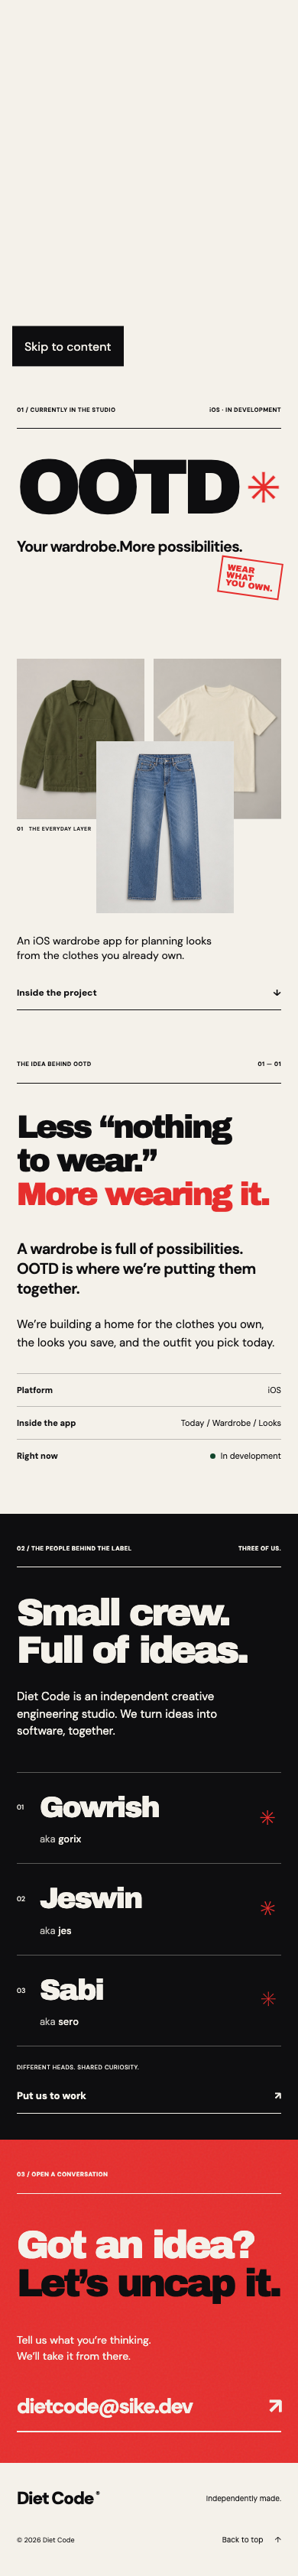 Skip to content
01 / CURRENTLY IN THE STUDIO
iOS - IN DEVELOPMENT
OOTD
Your wardrobe.More possibilities.
WEAR
WHAT
YOU OWN.
01 THE EVERYDAY LAYER
An iOS wardrobe app for planning looks
from the clothes you already own.
Inside the project ↓
THE IDEA BEHIND OOTD
01 — 01
Less “nothing
to wear.”
More wearing it.
A wardrobe is full of possibilities.
OOTD is where we’re putting them
together.
We’re building a home for the clothes you own,
the looks you save, and the outfit you pick today.
Platform iOS
Inside the app Today / Wardrobe / Looks
Right now In development
02 / THE PEOPLE BEHIND THE LABEL
THREE OF US.
Small crew.
Full of ideas.
Diet Code is an independent creative
engineering studio. We turn ideas into
software, together.
01 Gowrish
aka gorix
02 Jeswin
aka jes
03 Sabi
aka sero
DIFFERENT HEADS. SHARED CURIOSITY.
Put us to work ↗
03 / OPEN A CONVERSATION
Got an idea?
Let’s uncap it.
Tell us what you’re thinking.
We’ll take it from there.
dietcode@sike.dev ↗
Diet Code
Independently made.
© 2026 Diet Code
Back to top ↑